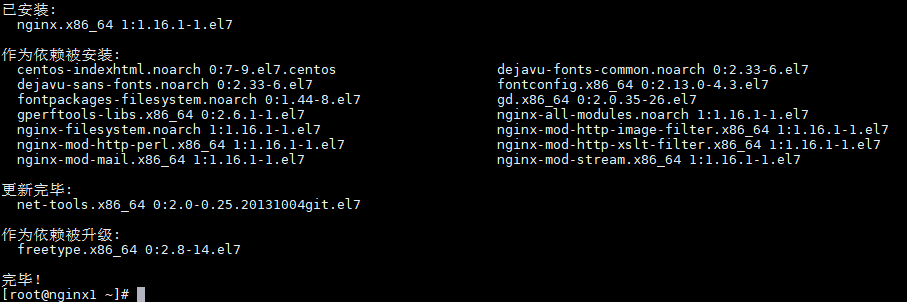 已安装:
nginx.x86_64 1:1.16.1-1.el7
作为依赖被安装:
centos-indexhtml.noarch 0:7-9.el7.centos dejavu-fonts-common.noarch 0:2.33-6.el7
dejavu-sans-fonts.noarch 0:2.33-6.el7 fontconfig.x86_64 0:2.13.0-4.3.el7
fontpackages-filesystem.noarch 0:1.44-8.el7 gd.x86_64 0:2.0.35-26.el7
gperftools-libs.x86_64 0:2.6.1-1.el7 nginx-all-modules.noarch 1:1.16.1-1.el7
nginx-filesystem.noarch 1:1.16.1-1.el7 nginx-mod-http-image-filter.x86_64 1:1.16.1-1.el7
nginx-mod-http-perl.x86_64 1:1.16.1-1.el7 nginx-mod-http-xslt-filter.x86_64 1:1.16.1-1.el7
nginx-mod-mail.x86_64 1:1.16.1-1.el7 nginx-mod-stream.x86_64 1:1.16.1-1.el7
更新完毕:
net-tools.x86_64 0:2.0-0.25.20131004git.el7
作为依赖被升级:
freetype.x86_64 0:2.8-14.el7
完毕！
[root@nginx1 ~]#